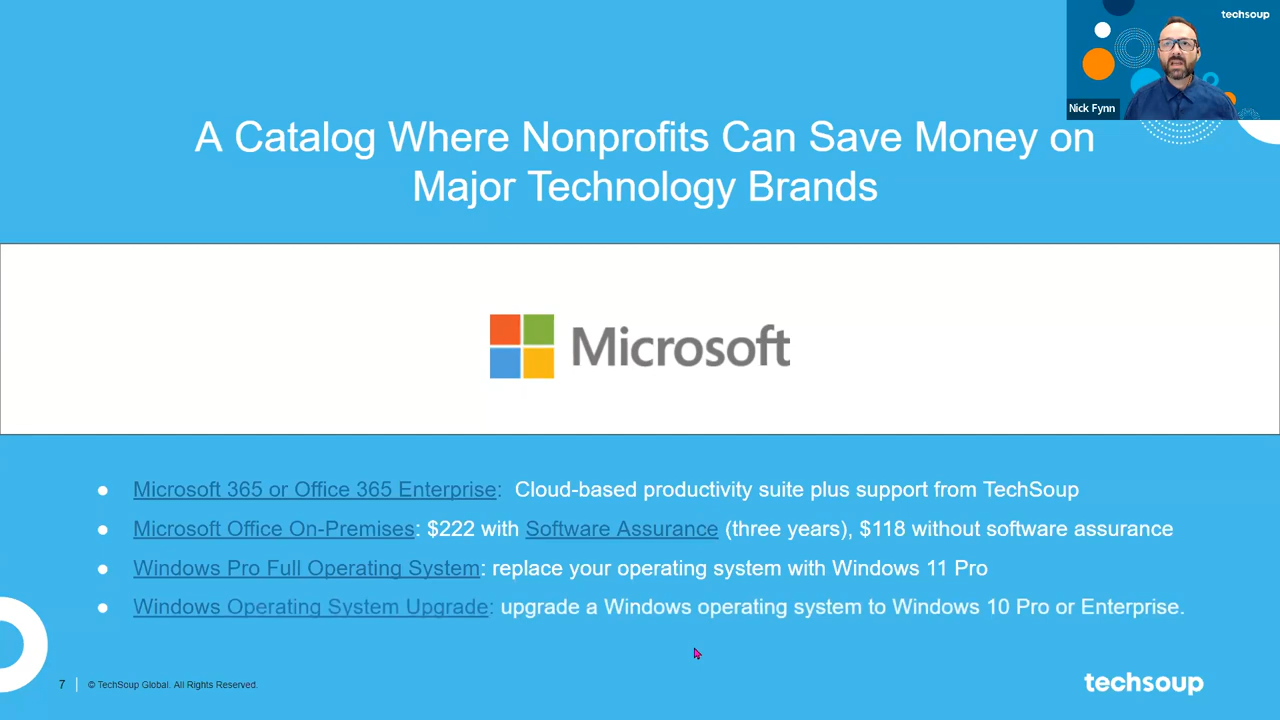 techsoup
Nick Fynn
A Catalog Where Nonprofits Can Save Money on
Major Technology Brands
Microsoft
● Microsoft 365 or Office 365 Enterprise: Cloud-based productivity suite plus support from TechSoup
● Microsoft Office On-Premises: $222 with Software Assurance (three years), $118 without software assurance
● Windows Pro Full Operating System: replace your operating system with Windows 11 Pro
● Windows Operating System Upgrade: upgrade a Windows operating system to Windows 10 Pro or Enterprise.
7 | © TechSoup Global. All Rights Reserved.
techsoup